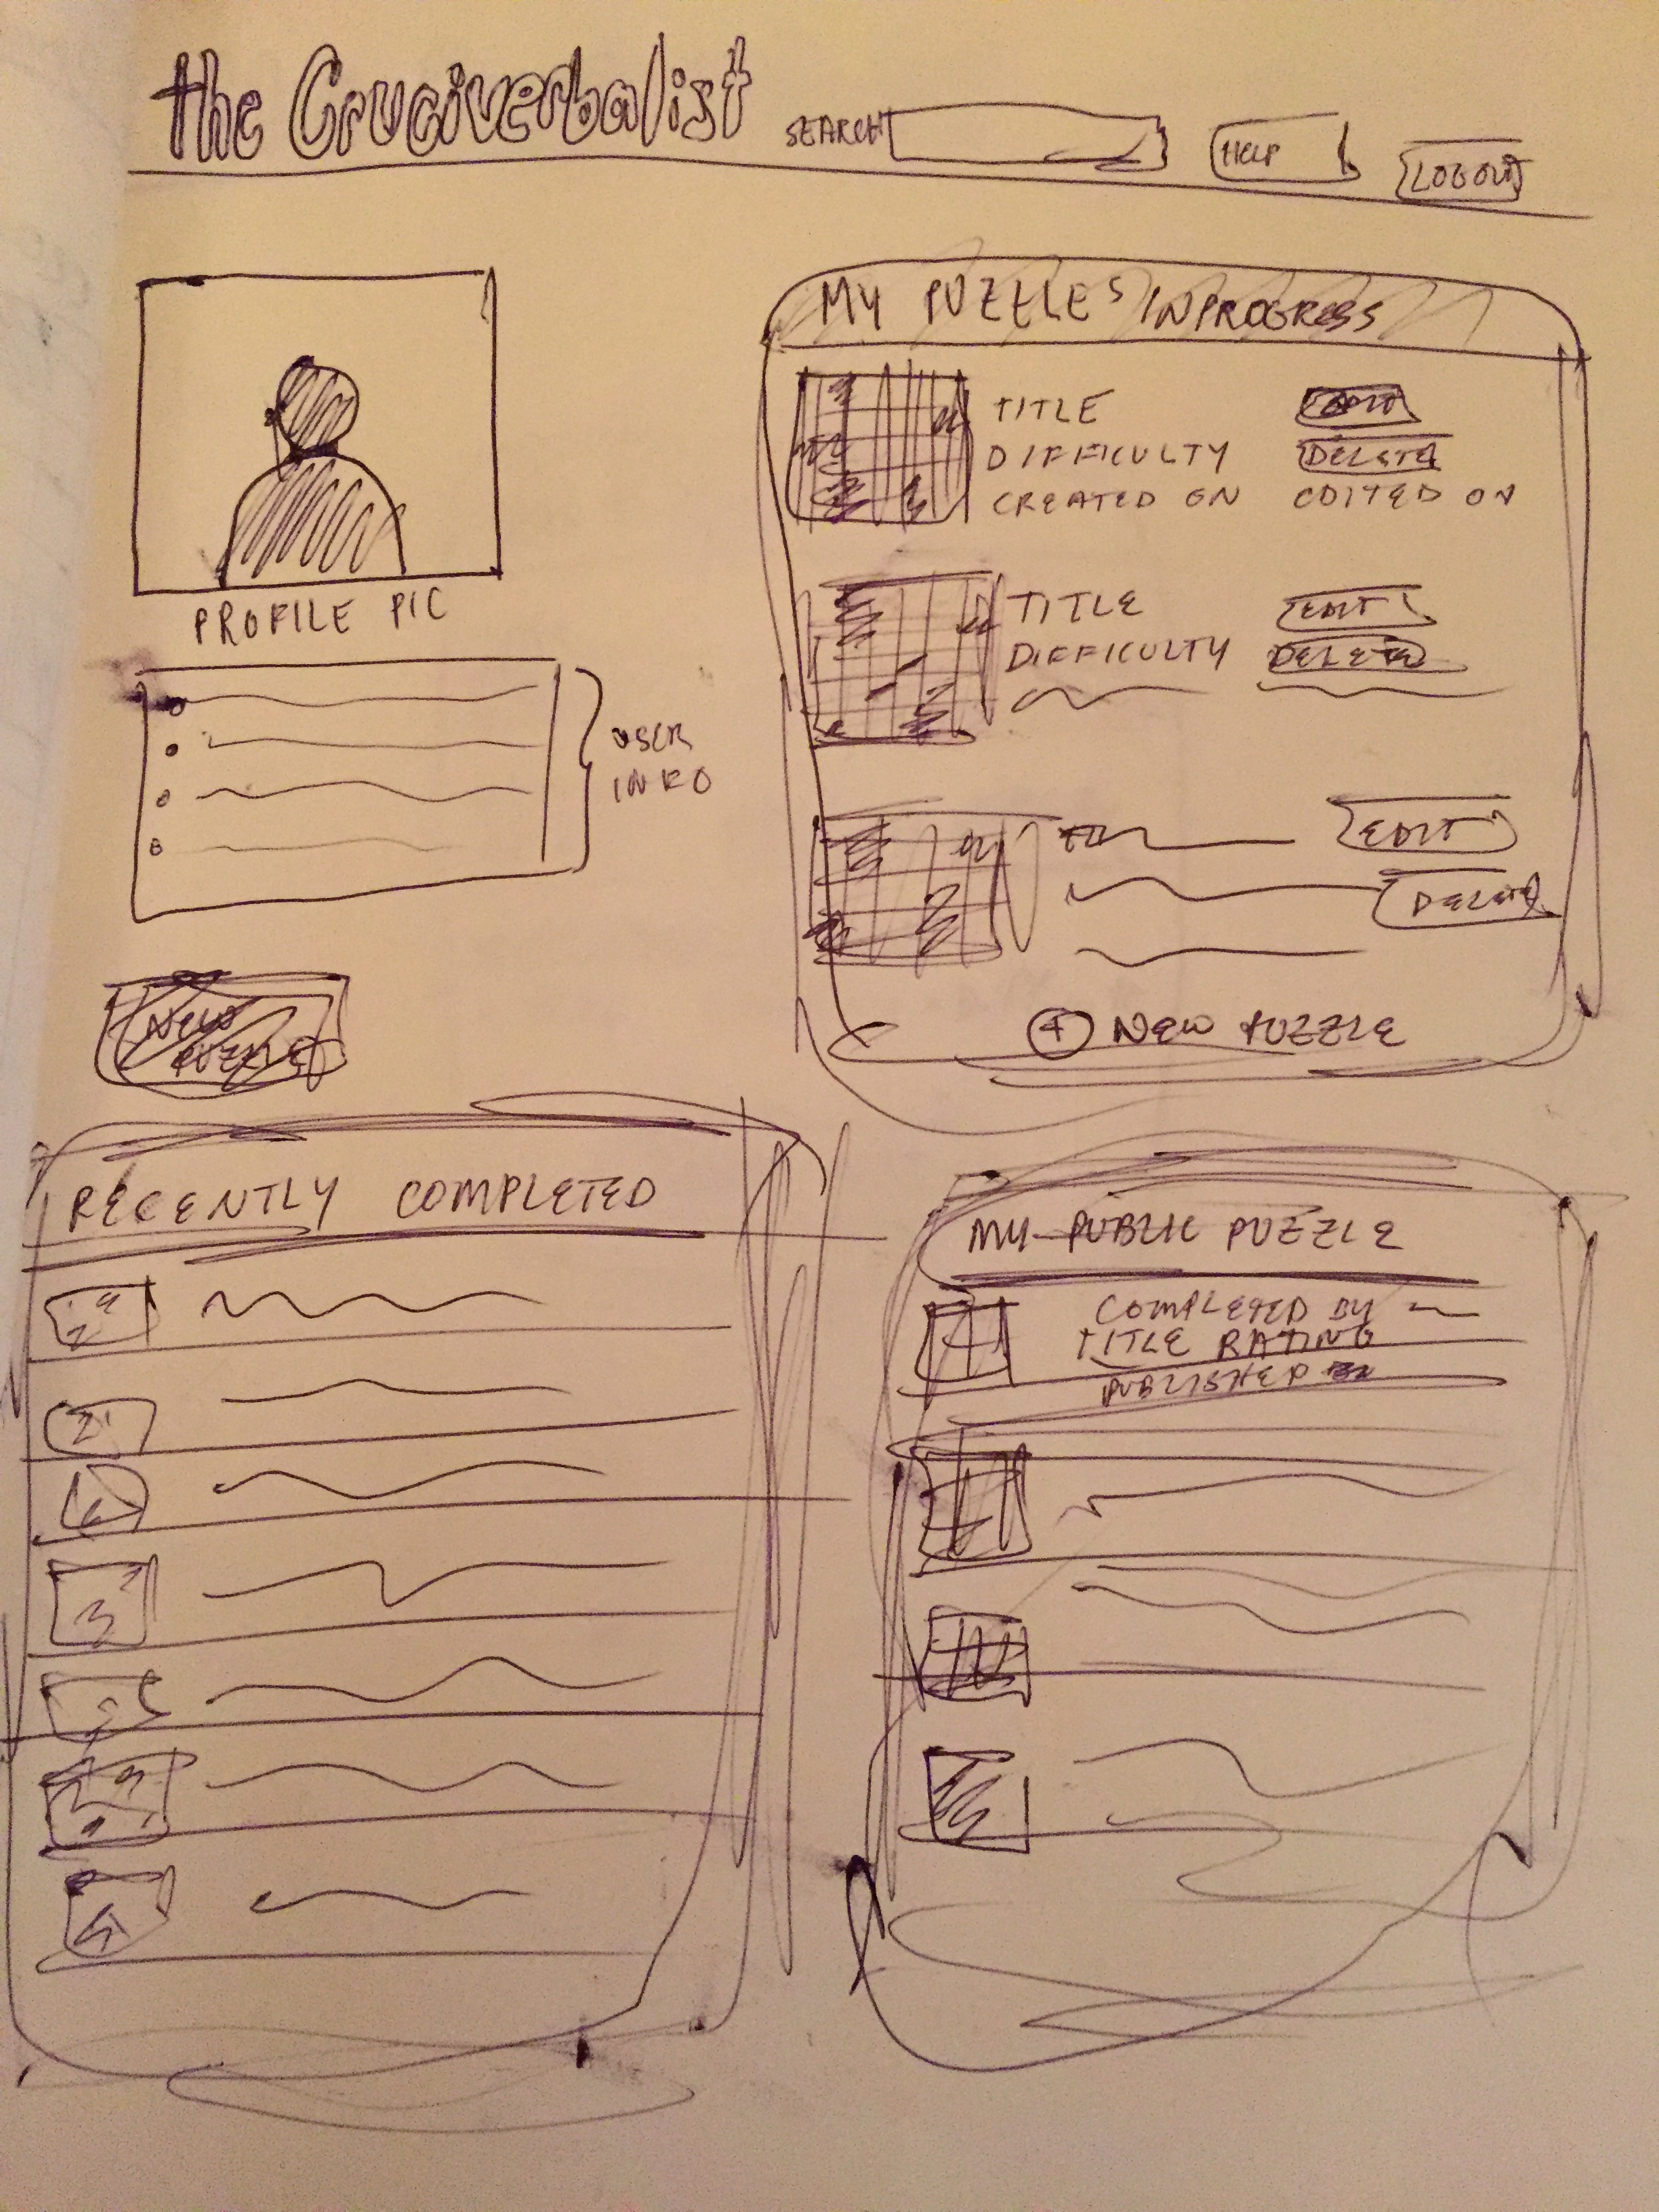 the Cruciverbalist
SEARCH
HELP
LOGOUT
PROFILE PIC
USER
INFO
NEW
PUZZLE
MY PUZZLES IN PROGRESS
TITLE
EDIT
DIFFICULTY
DELETE
CREATED ON
EDITED ON
TITLE
EDIT
DIFFICULTY
DELETE
EDIT
DELETE
+ NEW PUZZLE
RECENTLY COMPLETED
MY PUBLIC PUZZLE
COMPLETED BY
TITLE RATING
PUBLISHED